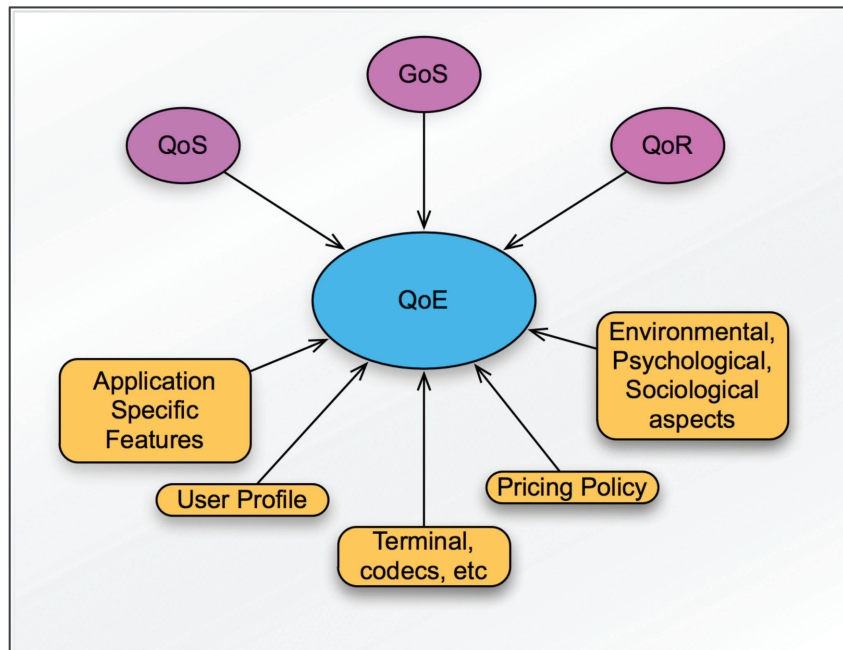 GoS
QoS
QoR
QoE
Environmental,
Psychological,
Sociological
aspects
Application
Specific
Features
User Profile
Pricing Policy
Terminal,
codecs, etc